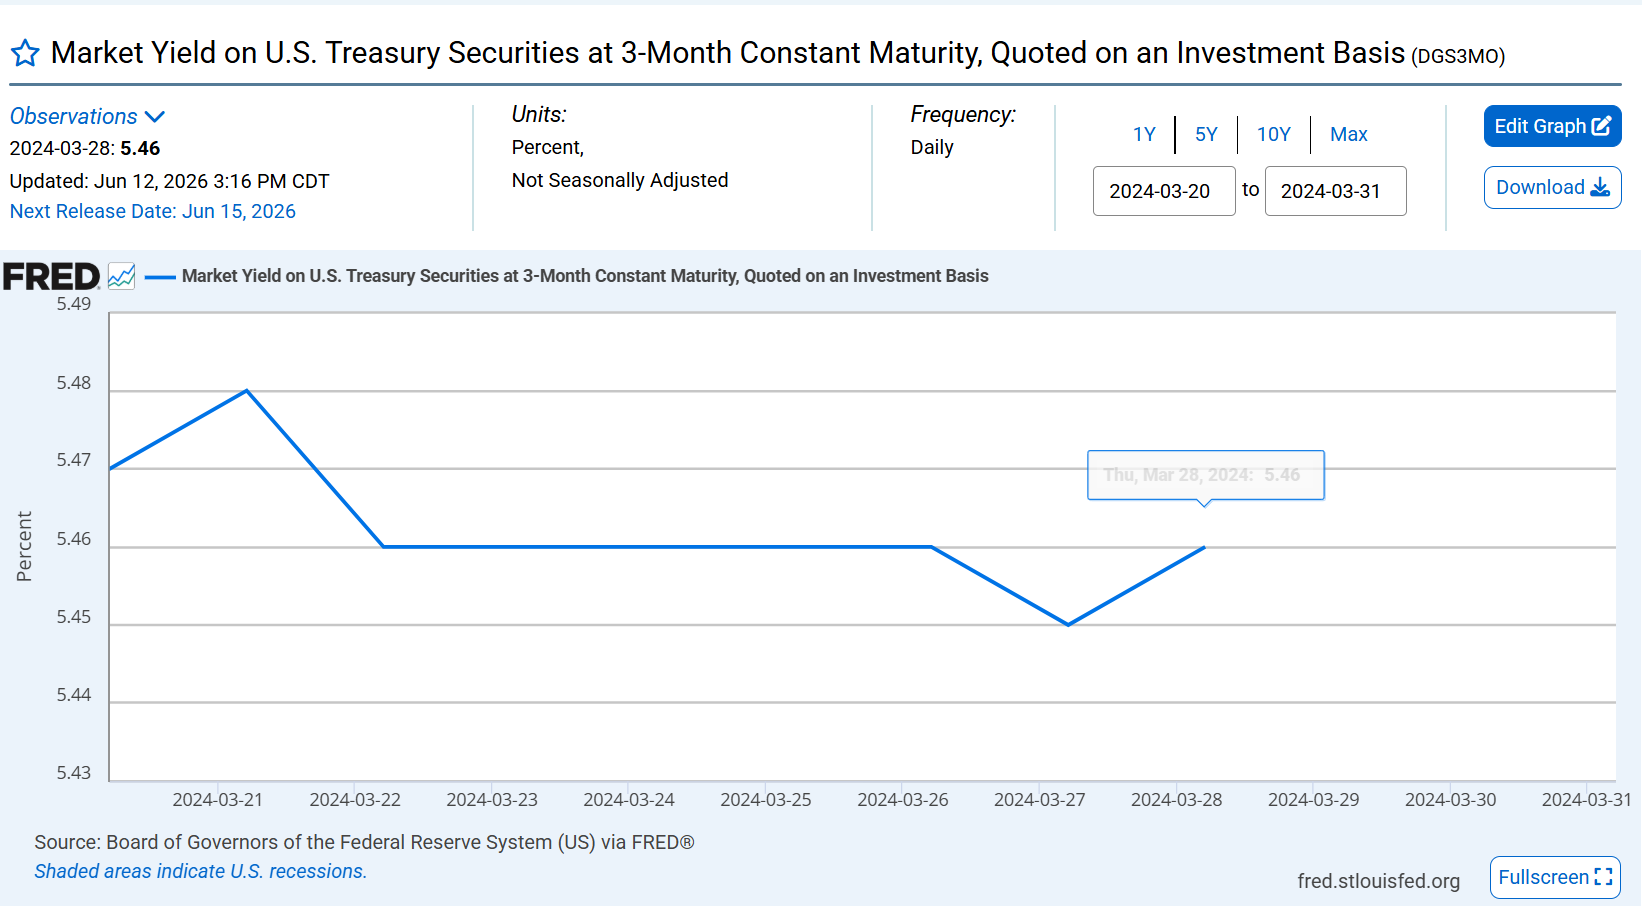 Market Yield on U.S. Treasury Securities at 3-Month Constant Maturity, Quoted on an Investment Basis (DGS3MO)
Observations
2024-03-28: 5.46
Updated: Jun 12, 2026 3:16 PM CDT
Next Release Date: Jun 15, 2026
Units:
Percent,
Not Seasonally Adjusted
Frequency:
Daily
1Y 5Y 10Y Max
2024-03-20 to 2024-03-31
Edit Graph
Download
FRED Market Yield on U.S. Treasury Securities at 3-Month Constant Maturity, Quoted on an Investment Basis
5.49
5.48
5.47
5.46
5.45
5.44
5.43
Percent
Thu, Mar 28, 2024: 5.46
2024-03-21 2024-03-22 2024-03-23 2024-03-24 2024-03-25 2024-03-26 2024-03-27 2024-03-28 2024-03-29 2024-03-30 2024-03-31
Source: Board of Governors of the Federal Reserve System (US) via FRED®
Shaded areas indicate U.S. recessions.
fred.stlouisfed.org
Fullscreen